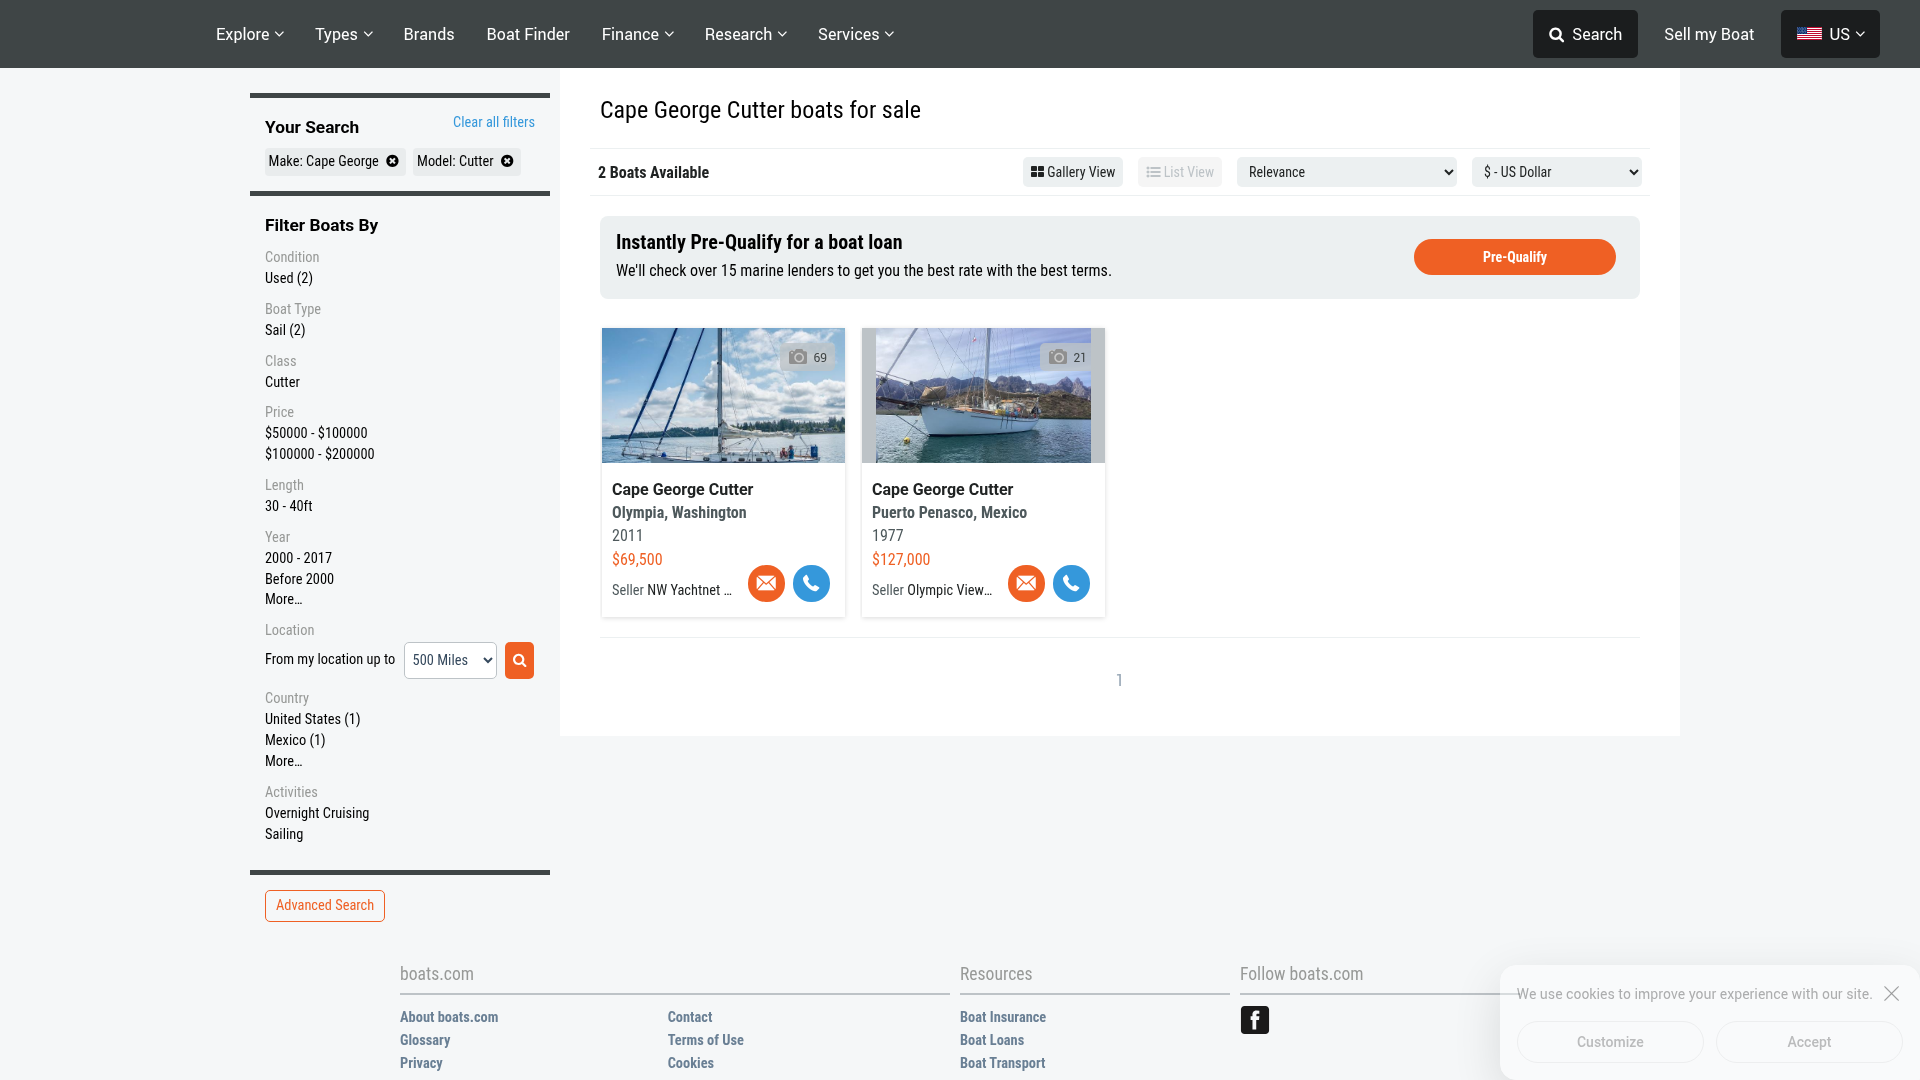 Explore
Types
Brands
Boat Finder
Finance
Research
Services
Search
Sell my Boat
US
Your Search
Clear all filters
Make: Cape George
Model: Cutter
Filter Boats By
Condition
Used (2)
Boat Type
Sail (2)
Class
Cutter
Price
$50000 - $100000
$100000 - $200000
Length
30 - 40ft
Year
2000 - 2017
Before 2000
More...
Location
From my location up to
500 Miles
Country
United States (1)
Mexico (1)
More...
Activities
Overnight Cruising
Sailing
Advanced Search
Cape George Cutter boats for sale
2 Boats Available
Gallery View
List View
Relevance
$ - US Dollar
Instantly Pre-Qualify for a boat loan
We'll check over 15 marine lenders to get you the best rate with the best terms.
Pre-Qualify
69
Cape George Cutter
Olympia, Washington
2011
$69,500
Seller NW Yachtnet ...
21
Cape George Cutter
Puerto Penasco, Mexico
1977
$127,000
Seller Olympic View...
1
boats.com
About boats.com
Glossary
Privacy
Contact
Terms of Use
Cookies
Resources
Boat Insurance
Boat Loans
Boat Transport
Follow boats.com
We use cookies to improve your experience with our site.
Customize
Accept